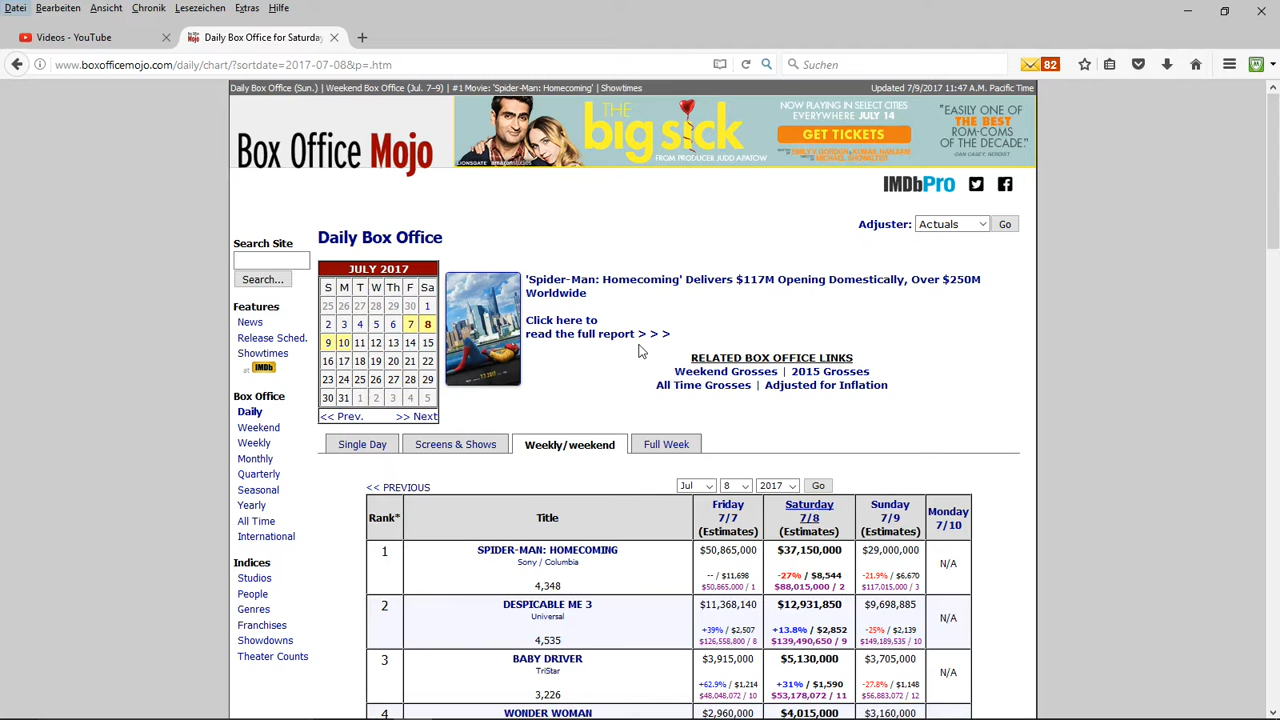 Datei Bearbeiten Ansicht Chronik Lesezeichen Extras Hilfe
Videos - YouTube
Daily Box Office for Saturday
www.boxofficemojo.com/daily/chart/?sortdate=2017-07-08&p=.htm
Suchen
82
Daily Box Office (Sun.) | Weekend Box Office (Jul. 7–9) | #1 Movie: 'Spider-Man: Homecoming' | Showtimes
Updated 7/9/2017 11:47 A.M. Pacific Time
Box Office Mojo
THE
big sick
FROM PRODUCER JUDD APATOW
LIONSGATE amazonstudios
NOW PLAYING IN SELECT CITIES
EVERYWHERE JULY 14
GET TICKETS
WRITTEN BY EMILY V. GORDON & KUMAIL NANJIANI
DIRECTED BY MICHAEL SHOWALTER
"EASILY ONE OF
THE BEST
ROM-COMS
OF THE DECADE."
IMDbPro
Adjuster: Actuals Go
Daily Box Office
Search Site
Search...
Features
News
Release Sched.
Showtimes
at IMDb
Box Office
Daily
Weekend
Weekly
Monthly
Quarterly
Seasonal
Yearly
All Time
International
Indices
Studios
People
Genres
Franchises
Showdowns
Theater Counts
JULY 2017
S M T W Th F Sa
25 26 27 28 29 30 1
2 3 4 5 6 7 8
9 10 11 12 13 14 15
16 17 18 19 20 21 22
23 24 25 26 27 28 29
30 31 1 2 3 4 5
<< Prev. >> Next
'Spider-Man: Homecoming' Delivers $117M Opening Domestically, Over $250M
Worldwide
Click here to
read the full report > > >
RELATED BOX OFFICE LINKS
Weekend Grosses | 2015 Grosses
All Time Grosses | Adjusted for Inflation
Single Day Screens & Shows Weekly/weekend Full Week
<< PREVIOUS
Jul 8 2017 Go
Rank* Title
Friday
7/7
(Estimates)
Saturday
7/8
(Estimates)
Sunday
7/9
(Estimates)
Monday
7/10
1 SPIDER-MAN: HOMECOMING $50,865,000 $37,150,000 $29,000,000 N/A
Sony / Columbia
4,348 -- / $11,698 -27% / $8,544 -21.9% / $6,670
$50,865,000 / 1 $88,015,000 / 2 $117,015,000 / 3
2 DESPICABLE ME 3 $11,368,140 $12,931,850 $9,698,885 N/A
Universal
4,535 +39% / $2,507 +13.8% / $2,852 -25% / $2,139
$126,558,800 / 8 $139,490,650 / 9 $149,189,535 / 10
3 BABY DRIVER $3,915,000 $5,130,000 $3,705,000 N/A
TriStar
3,226 +62.9% / $1,214 +31% / $1,590 -27.8% / $1,148
$48,048,072 / 10 $53,178,072 / 11 $56,883,072 / 12
4 WONDER WOMAN $2,960,000 $4,015,000 $3,160,000